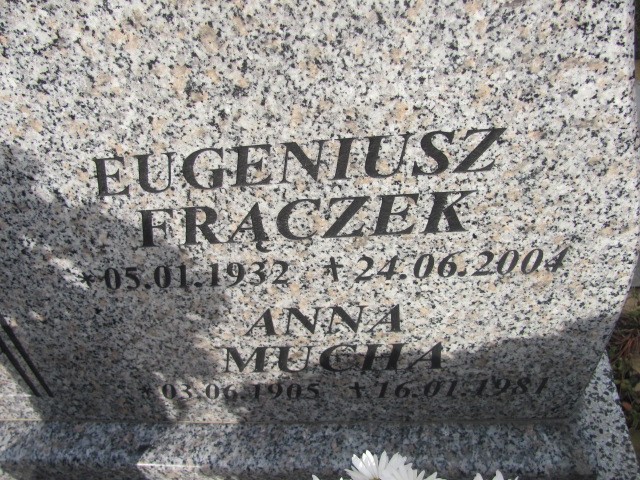 EUGENIUSZ
FRĄCZEK
* 05.01.1932 † 24.06.2004
ANNA
MUCHA
* 03.06.1905 † 16.01.1981